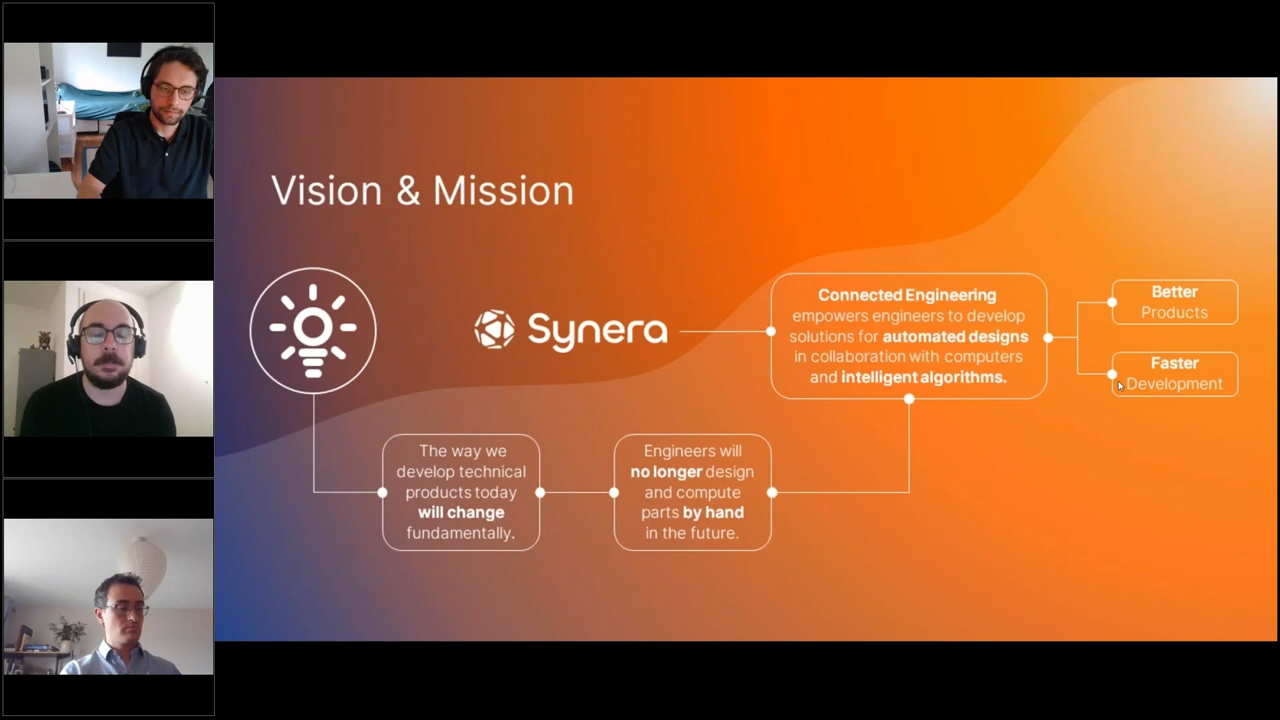 Vision & Mission
Synera
Connected Engineering
empowers engineers to develop
solutions for automated designs
in collaboration with computers
and intelligent algorithms.
Better
Products
Faster
Development
The way we
develop technical
products today
will change
fundamentally.
Engineers will
no longer design
and compute
parts by hand
in the future.